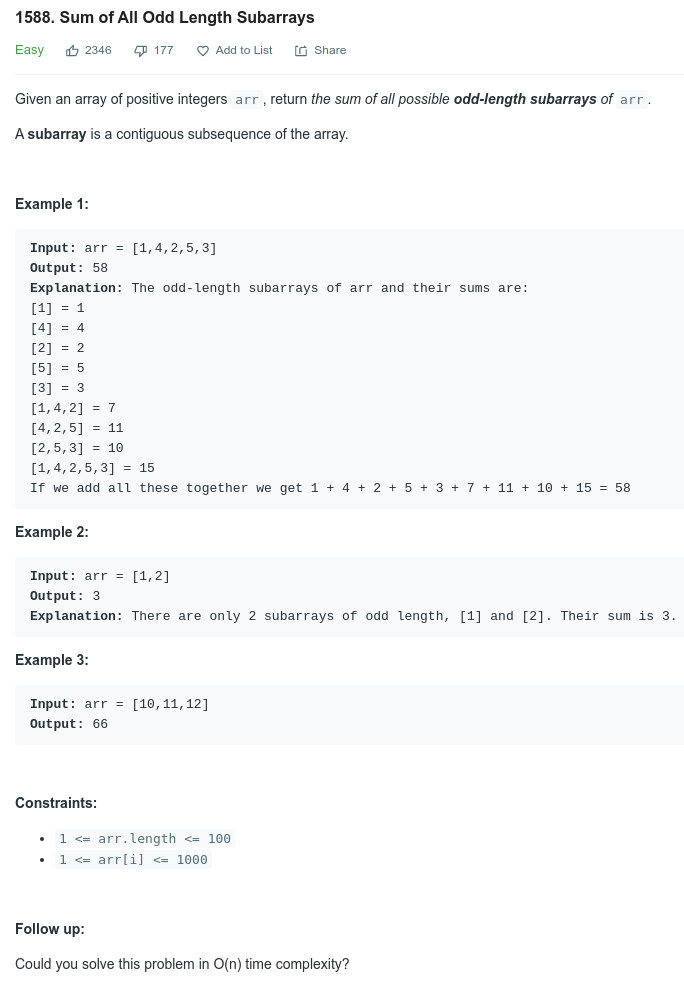 1588. Sum of All Odd Length Subarrays
Easy 2346 177 Add to List Share
Given an array of positive integers arr, return the sum of all possible odd-length subarrays of arr.
A subarray is a contiguous subsequence of the array.
Example 1:
Input: arr = [1,4,2,5,3]
Output: 58
Explanation: The odd-length subarrays of arr and their sums are:
[1] = 1
[4] = 4
[2] = 2
[5] = 5
[3] = 3
[1,4,2] = 7
[4,2,5] = 11
[2,5,3] = 10
[1,4,2,5,3] = 15
If we add all these together we get 1 + 4 + 2 + 5 + 3 + 7 + 11 + 10 + 15 = 58
Example 2:
Input: arr = [1,2]
Output: 3
Explanation: There are only 2 subarrays of odd length, [1] and [2]. Their sum is 3.
Example 3:
Input: arr = [10,11,12]
Output: 66
Constraints:
• 1 <= arr.length <= 100
• 1 <= arr[i] <= 1000
Follow up:
Could you solve this problem in O(n) time complexity?